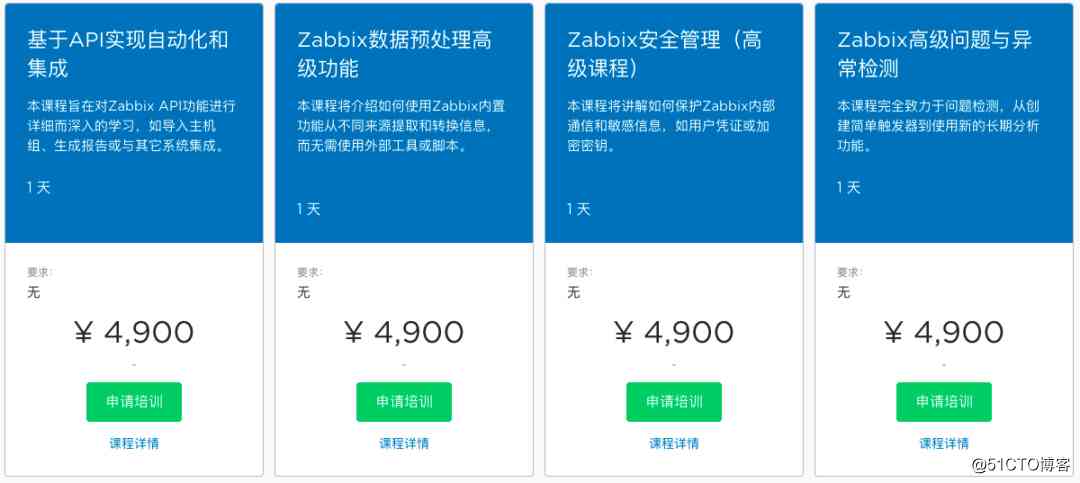 基于API实现自动化和
集成
本课程旨在对Zabbix API功能进行
详细而深入的学习，如导入主机
组、生成报告或与其它系统集成。
1 天
要求：
无
¥ 4,900
-
申请培训
课程详情
Zabbix数据预处理高
级功能
本课程将介绍如何使用Zabbix内置
功能从不同来源提取和转换信息，
而无需使用外部工具或脚本。
1 天
要求：
无
¥ 4,900
-
申请培训
课程详情
Zabbix安全管理（高
级课程）
本课程将讲解如何保护Zabbix内部
通信和敏感信息，如用户凭证或加
密密钥。
1 天
要求：
无
¥ 4,900
-
申请培训
课程详情
Zabbix高级问题与异
常检测
本课程完全致力于问题检测，从创
建简单触发器到使用新的长期分析
功能。
1 天
要求：
无
¥ 4,900
-
申请培训
课程详情
@51CTO博客